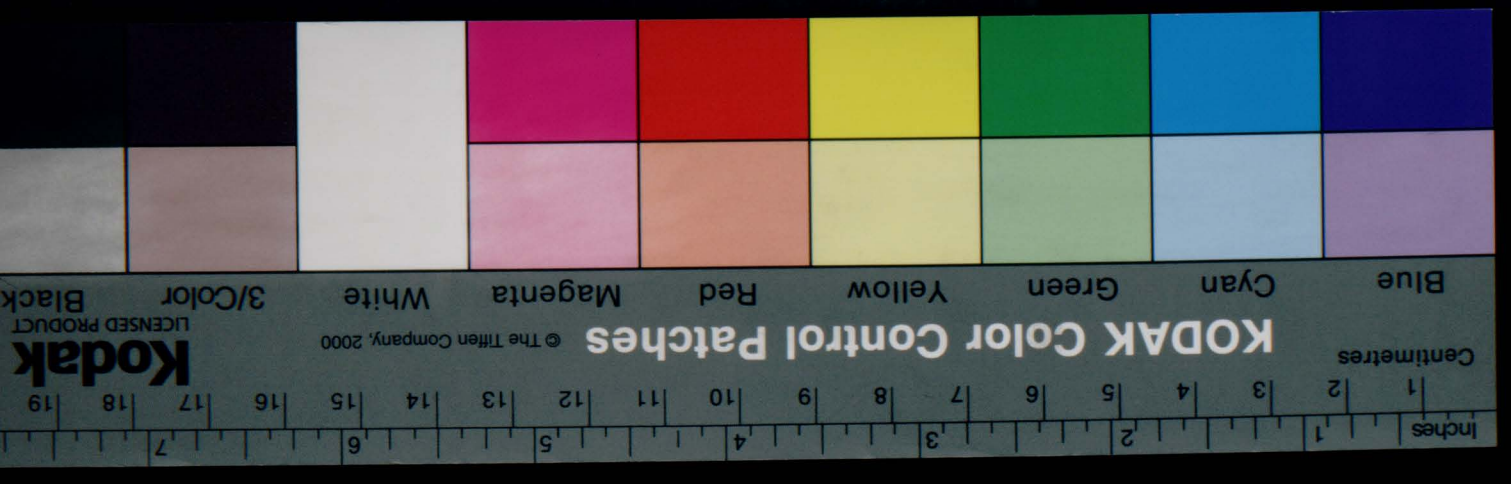 Inches 1 2 3 4 5 6 7
Centimetres 1 2 3 4 5 6 7 8 9 10 11 12 13 14 15 16 17 18 19
KODAK Color Control Patches © The Tiffen Company, 2000 Kodak
LICENSED PRODUCT
Blue Cyan Green Yellow Red Magenta White 3/Color Black